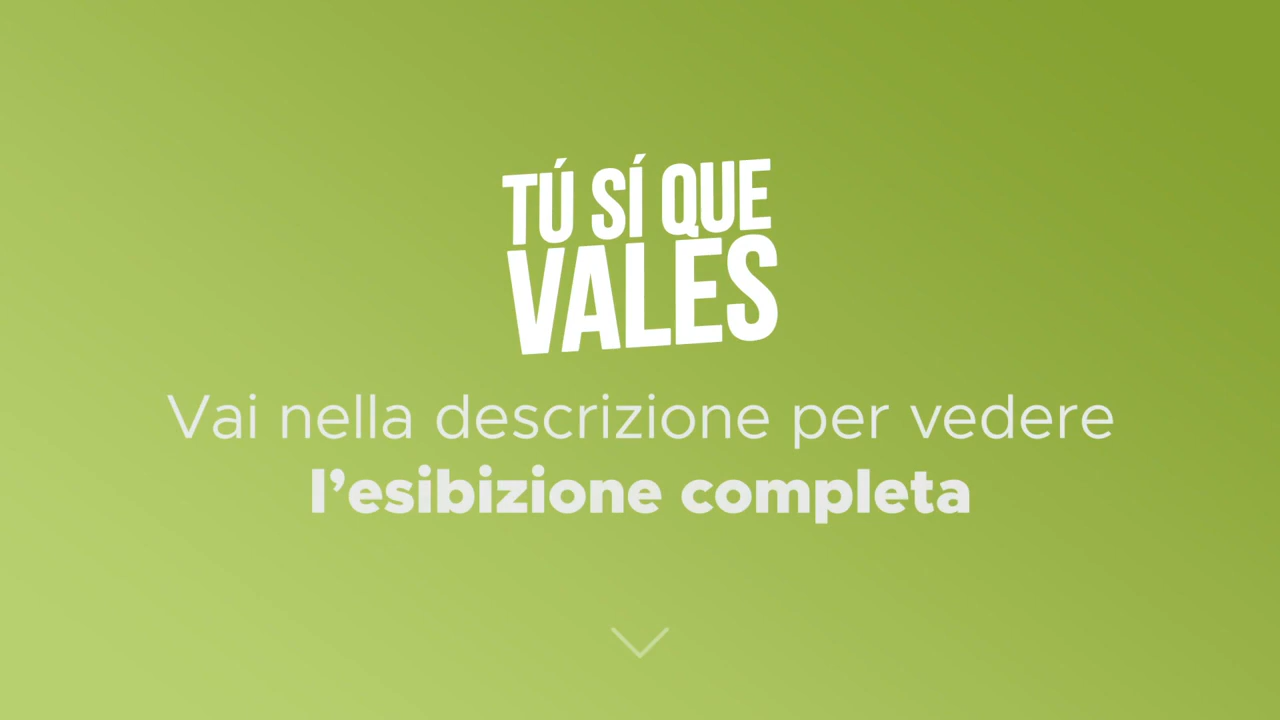 TÚ SÍ QUE
VALES
Vai nella descrizione per vedere
l’esibizione completa